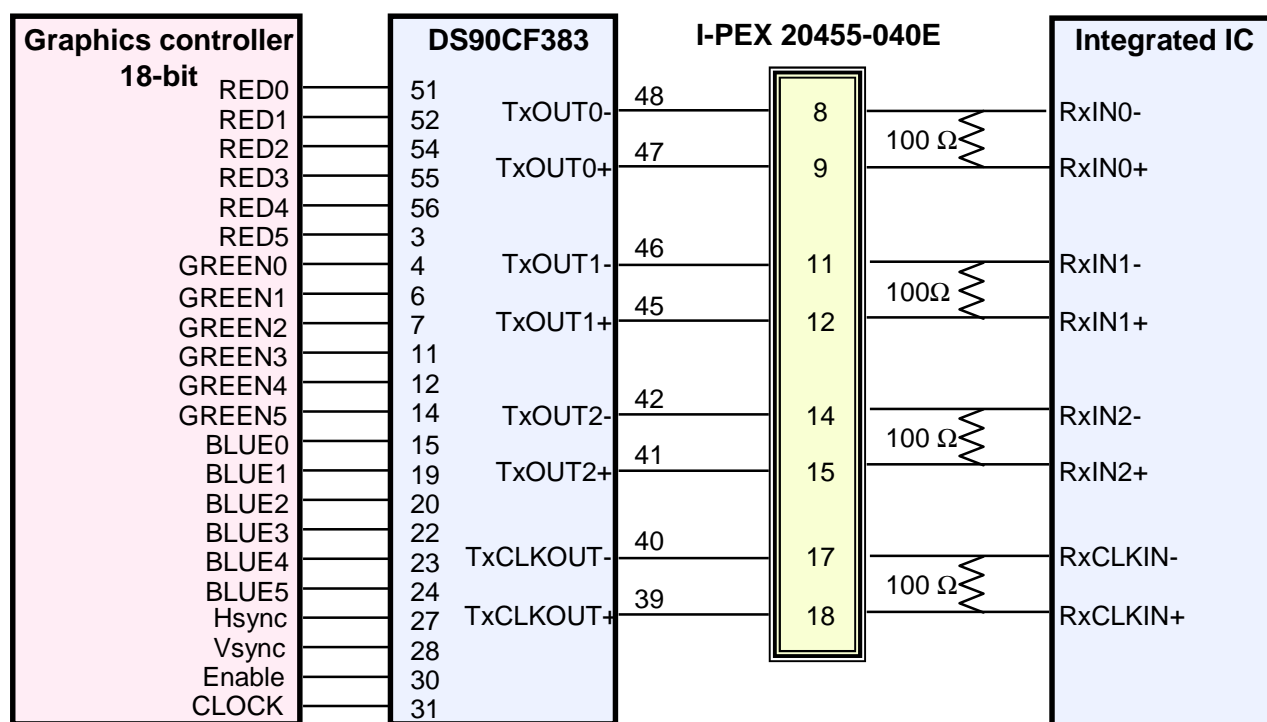 Graphics controller
18-bit
RED0
RED1
RED2
RED3
RED4
RED5
GREEN0
GREEN1
GREEN2
GREEN3
GREEN4
GREEN5
BLUE0
BLUE1
BLUE2
BLUE3
BLUE4
BLUE5
Hsync
Vsync
Enable
CLOCK
DS90CF383
51
52
54
55
56
3
4
6
7
11
12
14
15
19
20
22
23
24
27
28
30
31
TxOUT0- 48
TxOUT0+ 47
TxOUT1- 46
TxOUT1+ 45
TxOUT2- 42
TxOUT2+ 41
TxCLKOUT- 40
TxCLKOUT+ 39
I-PEX 20455-040E
8
9
11
12
14
15
17
18
100 Ω
100Ω
100 Ω
100 Ω
Integrated IC
RxIN0-
RxIN0+
RxIN1-
RxIN1+
RxIN2-
RxIN2+
RxCLKIN-
RxCLKIN+